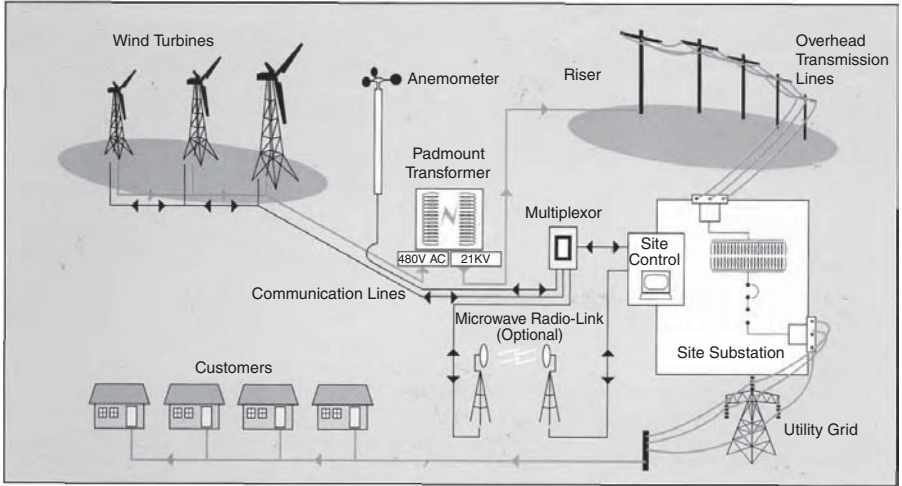 Wind Turbines
Anemometer
Riser
Overhead
Transmission
Lines
Padmount
Transformer
Multiplexor
480V AC
21KV
Site
Control
Communication Lines
Microwave Radio-Link
(Optional)
Site Substation
Customers
Utility Grid